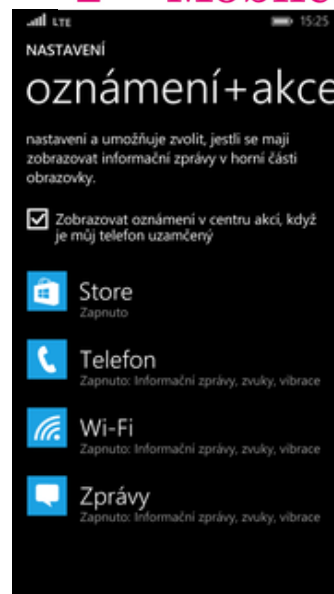 LTE 15:25
NASTAVENÍ
oznámení+akce
nastavení a umožňuje zvolit, jestli se mají
zobrazovat informační zprávy v horní části
obrazovky.
Zobrazovat oznámení v centru akcí, když
je můj telefon uzamčený
Store
Zapnuto
Telefon
Zapnuto: Informační zprávy, zvuky, vibrace
Wi-Fi
Zapnuto: Informační zprávy, zvuky, vibrace
Zprávy
Zapnuto: Informační zprávy, zvuky, vibrace